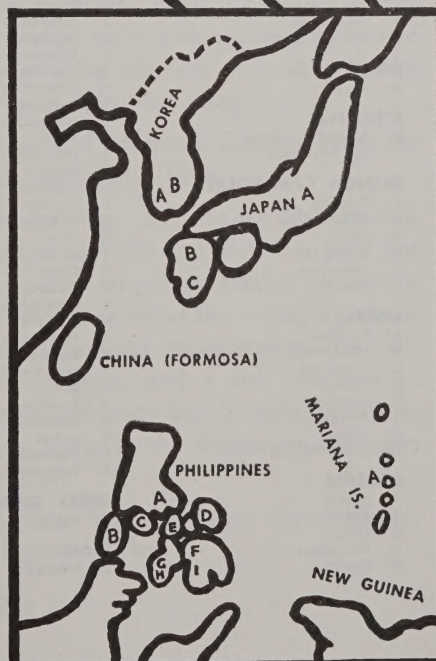 KOREA
A B
JAPAN A
B
C
CHINA (FORMOSA)
MARIANA IS.
A
PHILIPPINES
A
B
C
E
D
F
G
H
I
NEW GUINEA